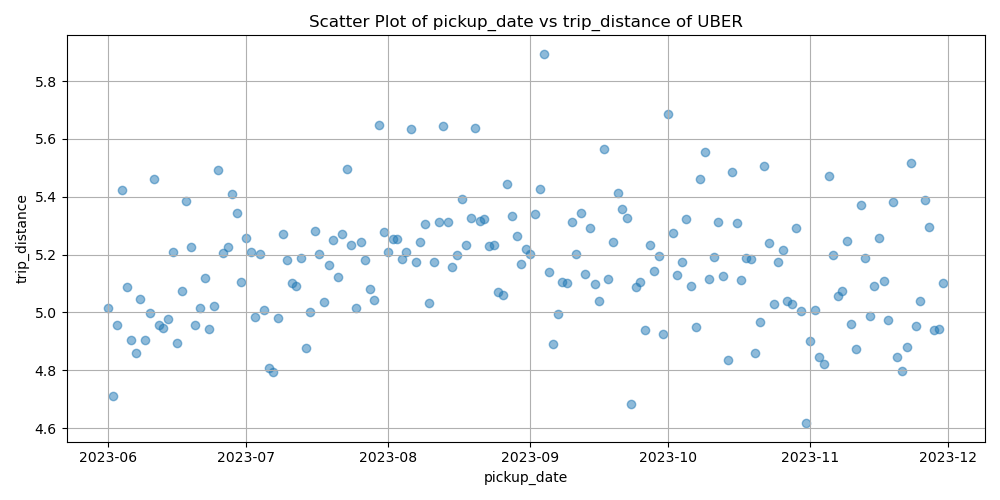 Scatter Plot of pickup_date vs trip_distance of UBER
trip_distance
5.8
5.6
5.4
5.2
5.0
4.8
4.6
2023-06 2023-07 2023-08 2023-09 2023-10 2023-11 2023-12
pickup_date